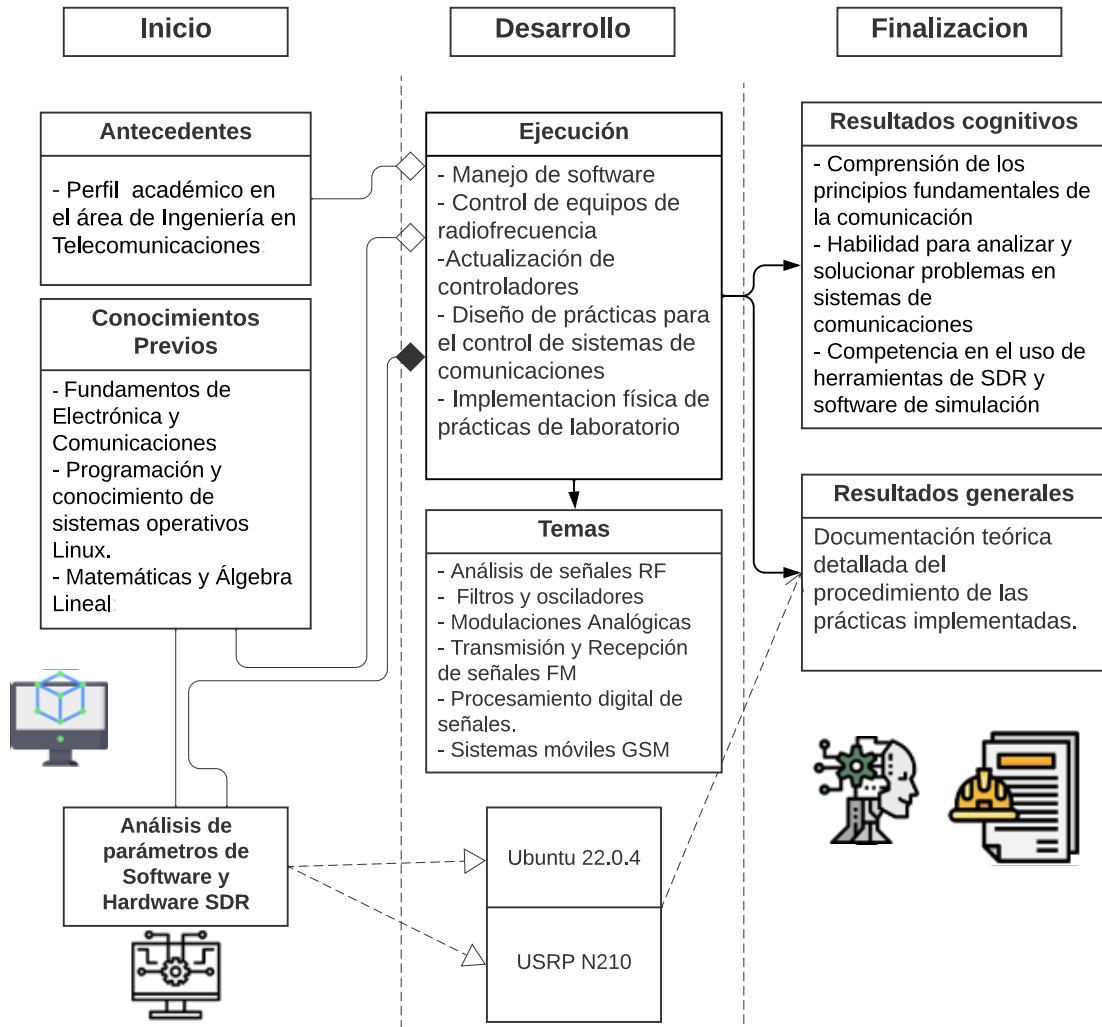 Inicio
Desarrollo
Finalizacion
Antecedentes
- Perfil académico en
el área de Ingeniería en
Telecomunicaciones:
Conocimientos
Previos
- Fundamentos de
Electrónica y
Comunicaciones
- Programación y
conocimiento de
sistemas operativos
Linux.
- Matemáticas y Álgebra
Lineal:
Análisis de
parámetros de
Software y
Hardware SDR
Ejecución
- Manejo de software
- Control de equipos de
radiofrecuencia
-Actualización de
controladores
- Diseño de prácticas para
el control de sistemas de
comunicaciones
- Implementacion física de
prácticas de laboratorio
Temas
- Análisis de señales RF
- Filtros y osciladores
- Modulaciones Analógicas
- Transmisión y Recepción
de señales FM
- Procesamiento digital de
señales.
- Sistemas móviles GSM
Ubuntu 22.0.4
USRP N210
Resultados cognitivos
- Comprensión de los
principios fundamentales de
la comunicación
- Habilidad para analizar y
solucionar problemas en
sistemas de
comunicaciones
- Competencia en el uso de
herramientas de SDR y
software de simulación
Resultados generales
Documentación teórica
detallada del
procedimiento de las
prácticas implementadas.